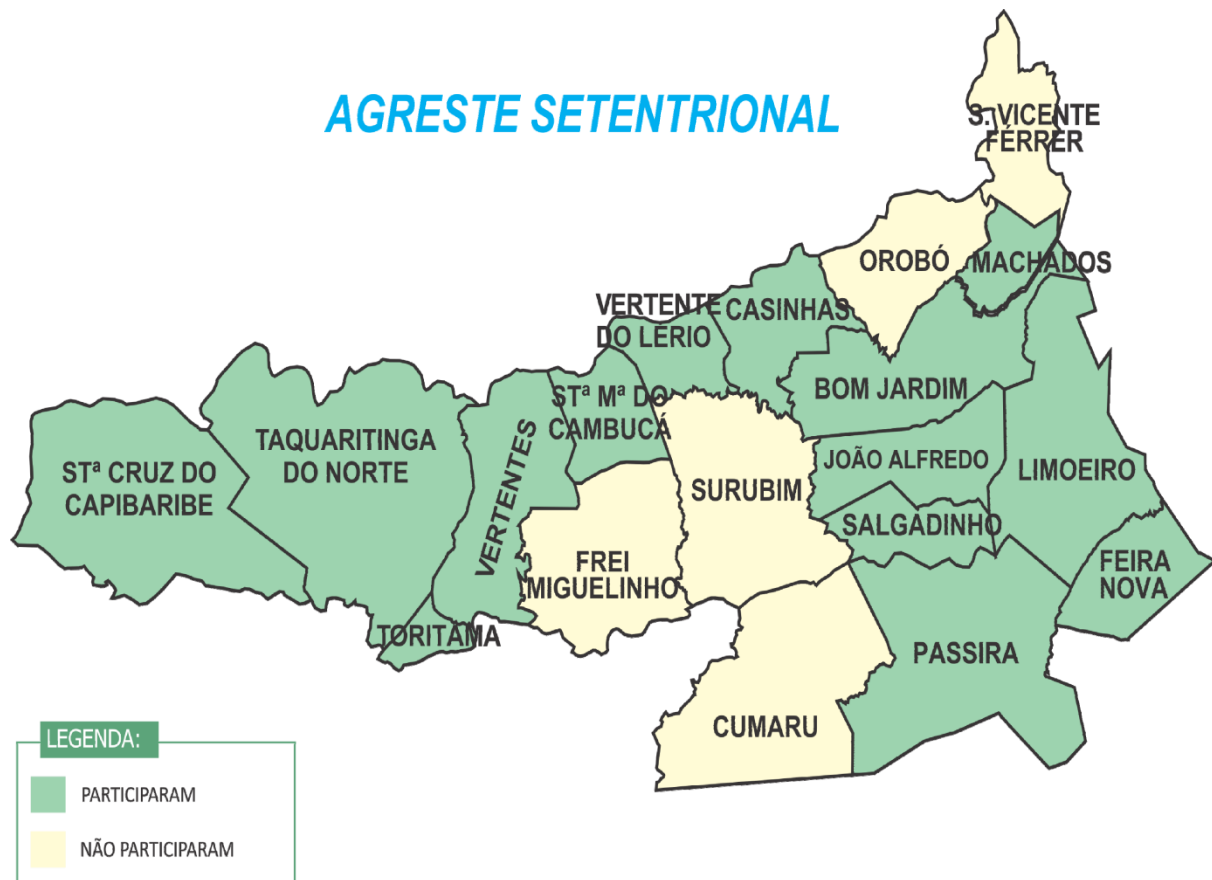 AGRESTE SETENTRIONAL
S. VICENTE
FÉRRER
OROBÓ
MACHADOS
VERTENTE
DO LÉRIO
CASINHAS
BOM JARDIM
STª Mª DO
CAMBUCÁ
TAQUARITINGA
DO NORTE
STª CRUZ DO
CAPIBARIBE
VERTENTES
JOÃO ALFREDO
LIMOEIRO
SURUBIM
SALGADINHO
FREI
MIGUELINHO
FEIRA
NOVA
TORITAMA
PASSIRA
CUMARU
LEGENDA:
PARTICIPARAM
NÃO PARTICIPARAM